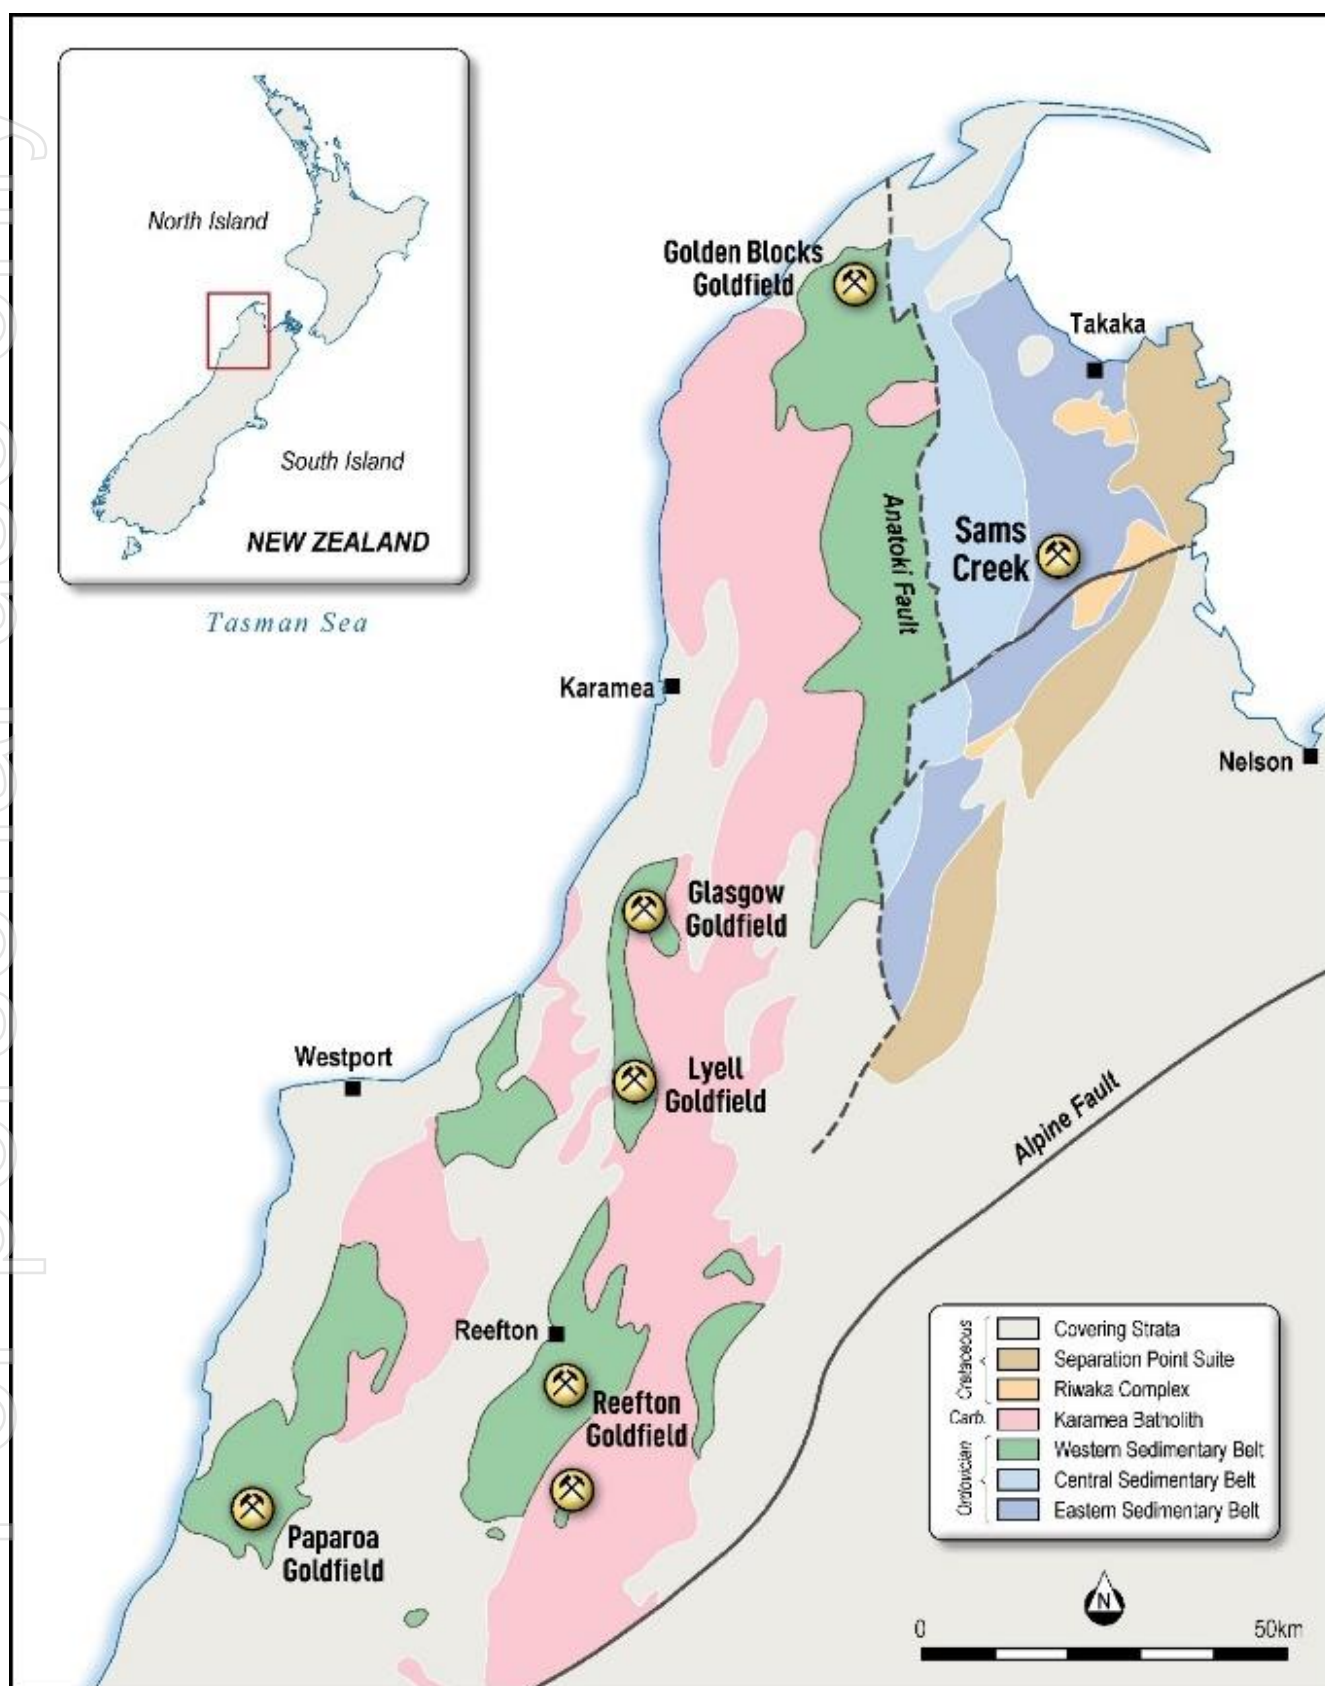 North Island
South Island
NEW ZEALAND
Tasman Sea
Golden Blocks
Goldfield
Takaka
Anatoki Fault
Sams
Creek
Karamea
Nelson
Glasgow
Goldfield
Westport
Lyell
Goldfield
Alpine Fault
Reefton
Reefton
Goldfield
Paparoa
Goldfield
Cretaceous
Covering Strata
Separation Point Suite
Riwaka Complex
Carb.
Karamea Batholith
Ordovician
Western Sedimentary Belt
Central Sedimentary Belt
Eastern Sedimentary Belt
N
0 50km